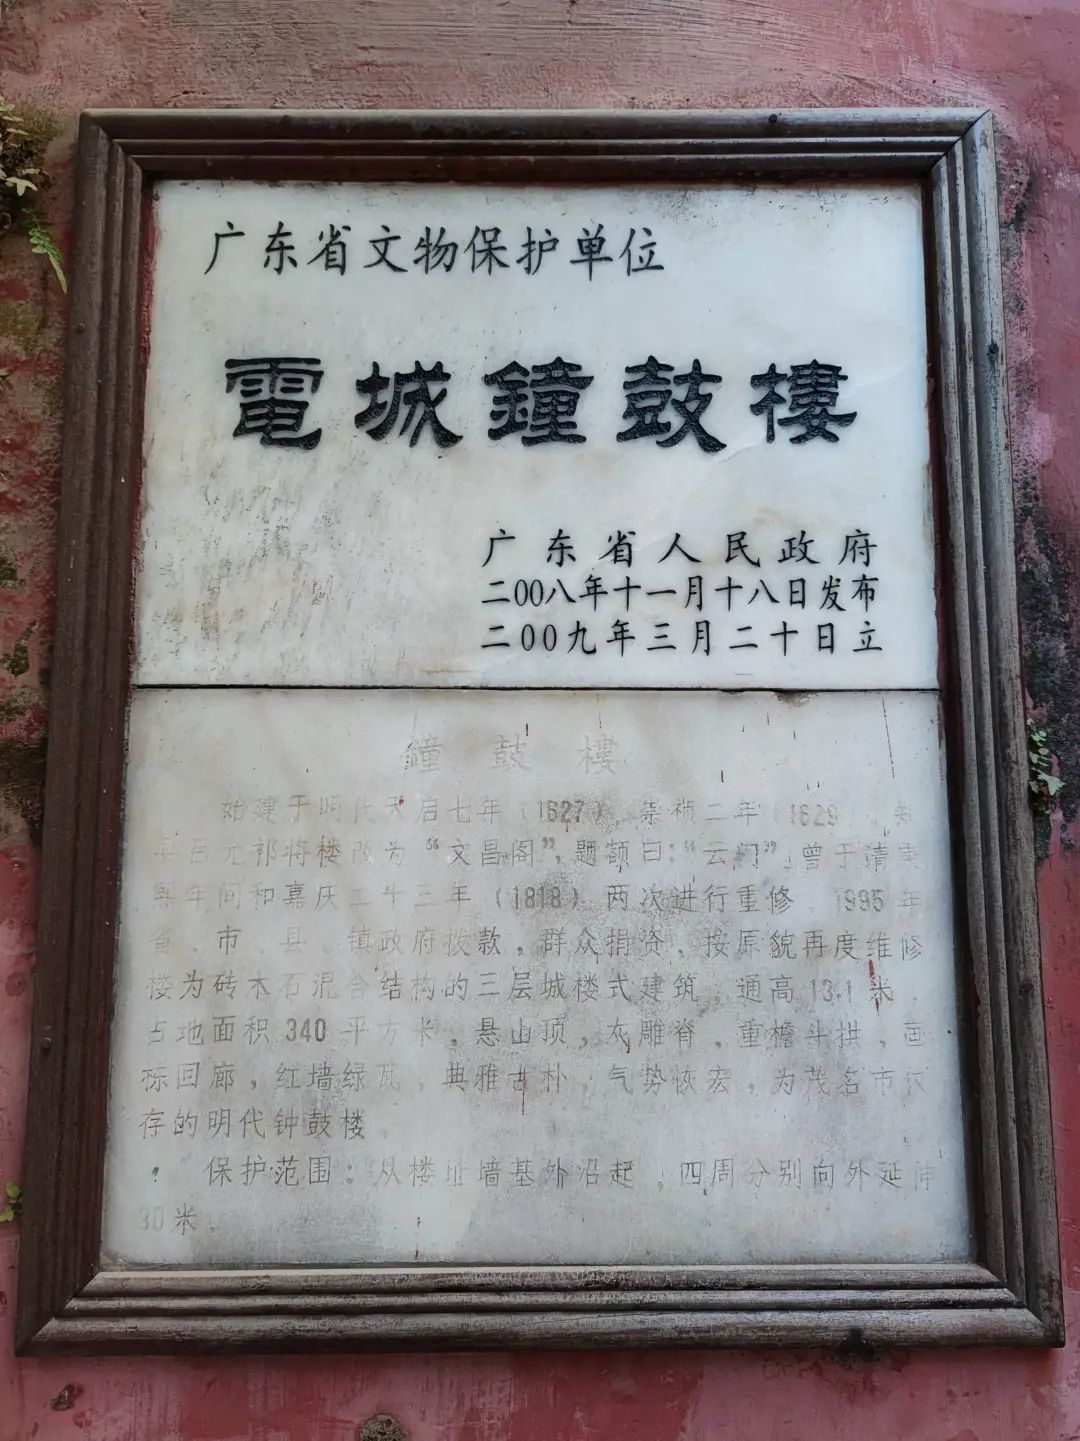 广东省文物保护单位
電城鐘鼓樓
广东省人民政府
二00八年十一月十八日发布
二00九年三月二十日立
鐘鼓樓
始建于明代天启七年(1627),崇祯二年(1629),知
县吕允祁将楼改为“文昌阁”,题额曰:“云门”,曾于清
熙年间和嘉庆二十三年(1818)两次进行重修,1995年
省、市、县、镇政府拨款,群众捐资,按原貌再度维修
楼为砖木石混合结构的三层城楼式建筑,通高13.1米,
占地面积340平方米,悬山顶,灰雕脊,重檐斗拱,画
栋回廊,红墙绿瓦,典雅古朴,气势恢宏,为茂名市仅
存的明代钟鼓楼
保护范围:从楼址墙基外沿起,四周分别向外延伸
30米。